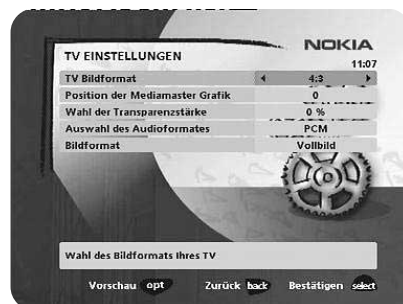 NOKIA
TV EINSTELLUNGEN
11:07
TV Bildformat 4:3
Position der Mediamaster Grafik 0
Wahl der Transparenzstärke 0 %
Auswahl des Audioformates PCM
Bildformat Vollbild
Wahl des Bildformats Ihres TV
Vorschau opt Zurück back Bestätigen select